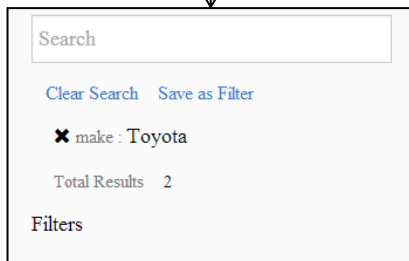 Search
Clear Search Save as Filter
✖ make : Toyota
Total Results 2
Filters